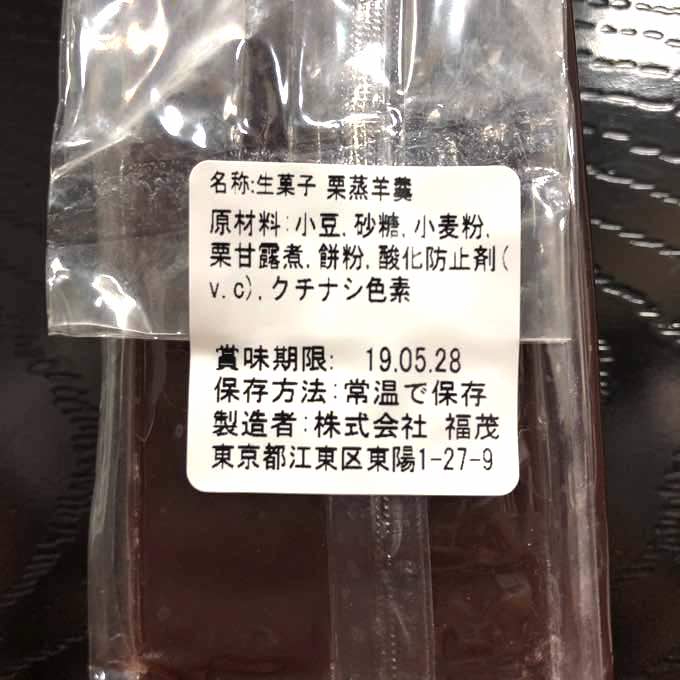 名称:生菓子 栗蒸羊羹
原材料:小豆,砂糖,小麦粉,
栗甘露煮,餅粉,酸化防止剤(
v.c),クチナシ色素
賞味期限: 19.05.28
保存方法:常温で保存
製造者:株式会社 福茂
東京都江東区東陽1-27-9